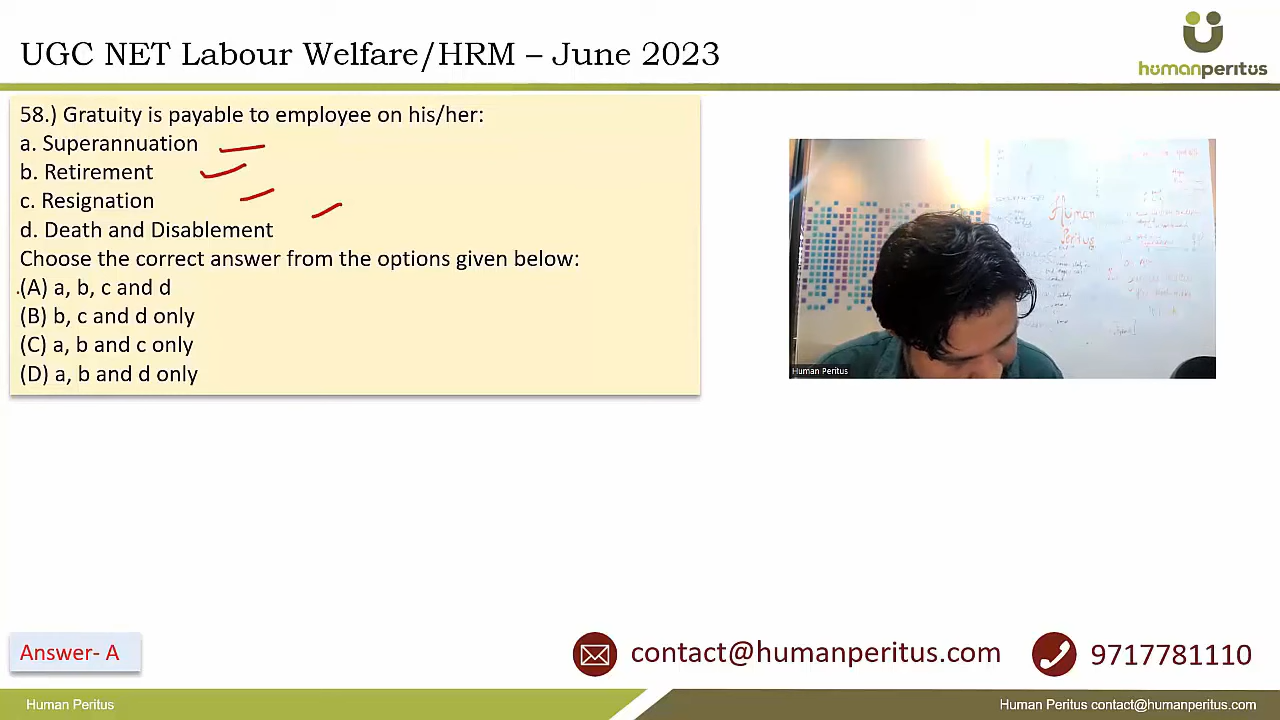 UGC NET Labour Welfare/HRM – June 2023
humanperitus
58.) Gratuity is payable to employee on his/her:
a. Superannuation
b. Retirement
c. Resignation
d. Death and Disablement
Choose the correct answer from the options given below:
(A) a, b, c and d
(B) b, c and d only
(C) a, b and c only
(D) a, b and d only
Human
Peritus
Human Peritus
Answer- A
contact@humanperitus.com
9717781110
Human Peritus
Human Peritus contact@humanperitus.com